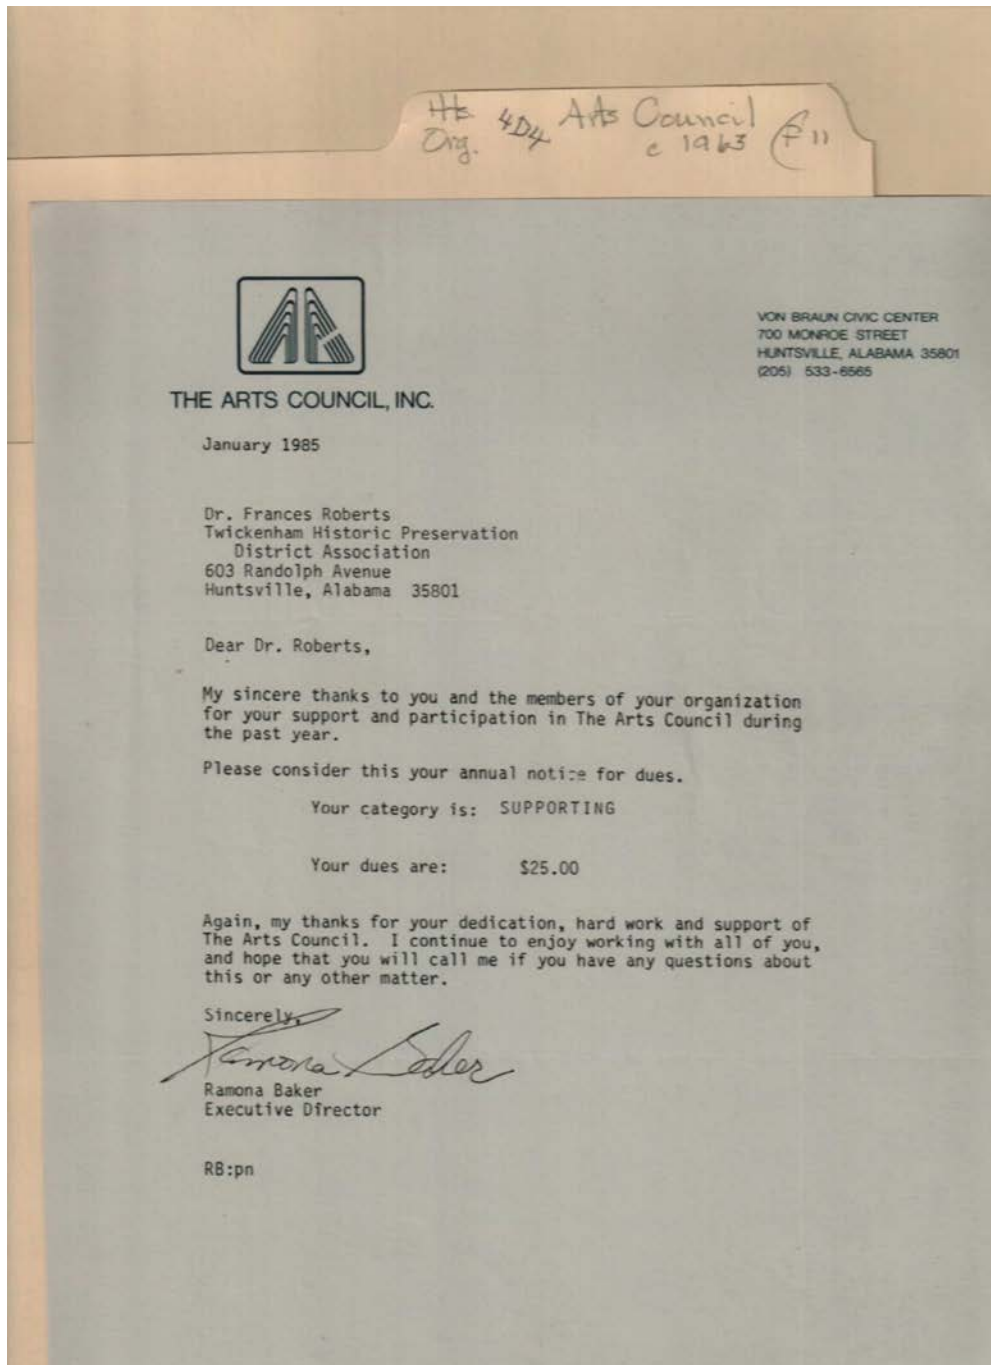 Hts 4D4 Arts Council
Org. c 1963 F 11
THE ARTS COUNCIL, INC.
VON BRAUN CIVIC CENTER
700 MONROE STREET
HUNTSVILLE, ALABAMA 35801
(205) 533-6565
January 1985
Dr. Frances Roberts
Twickenham Historic Preservation
District Association
603 Randolph Avenue
Huntsville, Alabama 35801
Dear Dr. Roberts,
My sincere thanks to you and the members of your organization
for your support and participation in The Arts Council during
the past year.
Please consider this your annual notice for dues.
Your category is: SUPPORTING
Your dues are: $25.00
Again, my thanks for your dedication, hard work and support of
The Arts Council. I continue to enjoy working with all of you,
and hope that you will call me if you have any questions about
this or any other matter.
Sincerely,
Ramona Baker
Ramona Baker
Executive Director
RB:pn